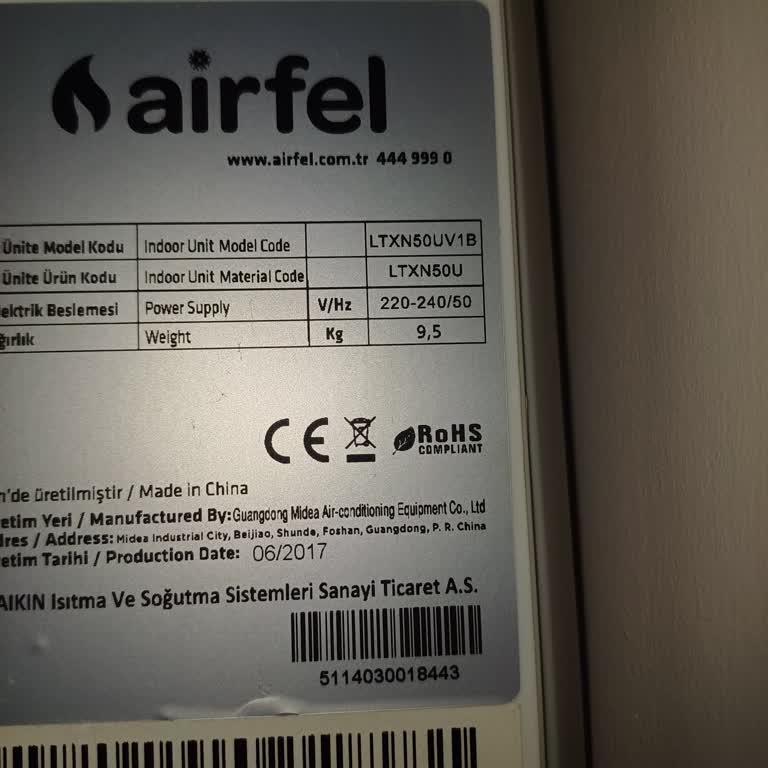 airfel
www.airfel.com.tr 444 999 0
Ünite Model Kodu Indoor Unit Model Code LTXN50UV1B
Ünite Ürün Kodu Indoor Unit Material Code LTXN50U
lektrik Beslemesi Power Supply V/Hz 220-240/50
ğırlık Weight Kg 9,5
CE RoHS
COMPLIANT
n'de üretilmiştir / Made in China
etim Yeri / Manufactured By: Guangdong Midea Air-conditioning Equipment Co., Ltd
dres / Address: Midea Industrial City, Beijiao, Shunde, Foshan, Guangdong, P. R. China
etim Tarihi / Production Date: 06/2017
AIKIN Isıtma Ve Soğutma Sistemleri Sanayi Ticaret A.S.
5114030018443